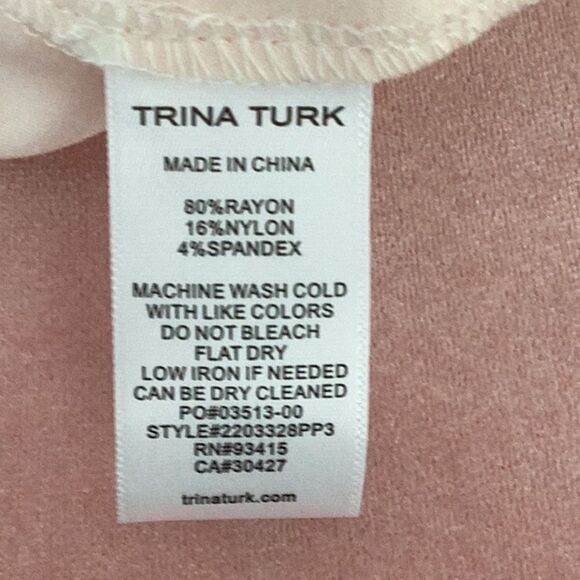 TRINA TURK
MADE IN CHINA
80%RAYON
16%NYLON
4%SPANDEX
MACHINE WASH COLD
WITH LIKE COLORS
DO NOT BLEACH
FLAT DRY
LOW IRON IF NEEDED
CAN BE DRY CLEANED
PO#03513-00
STYLE#2203328PP3
RN#93415
CA#30427
trinaturk.com